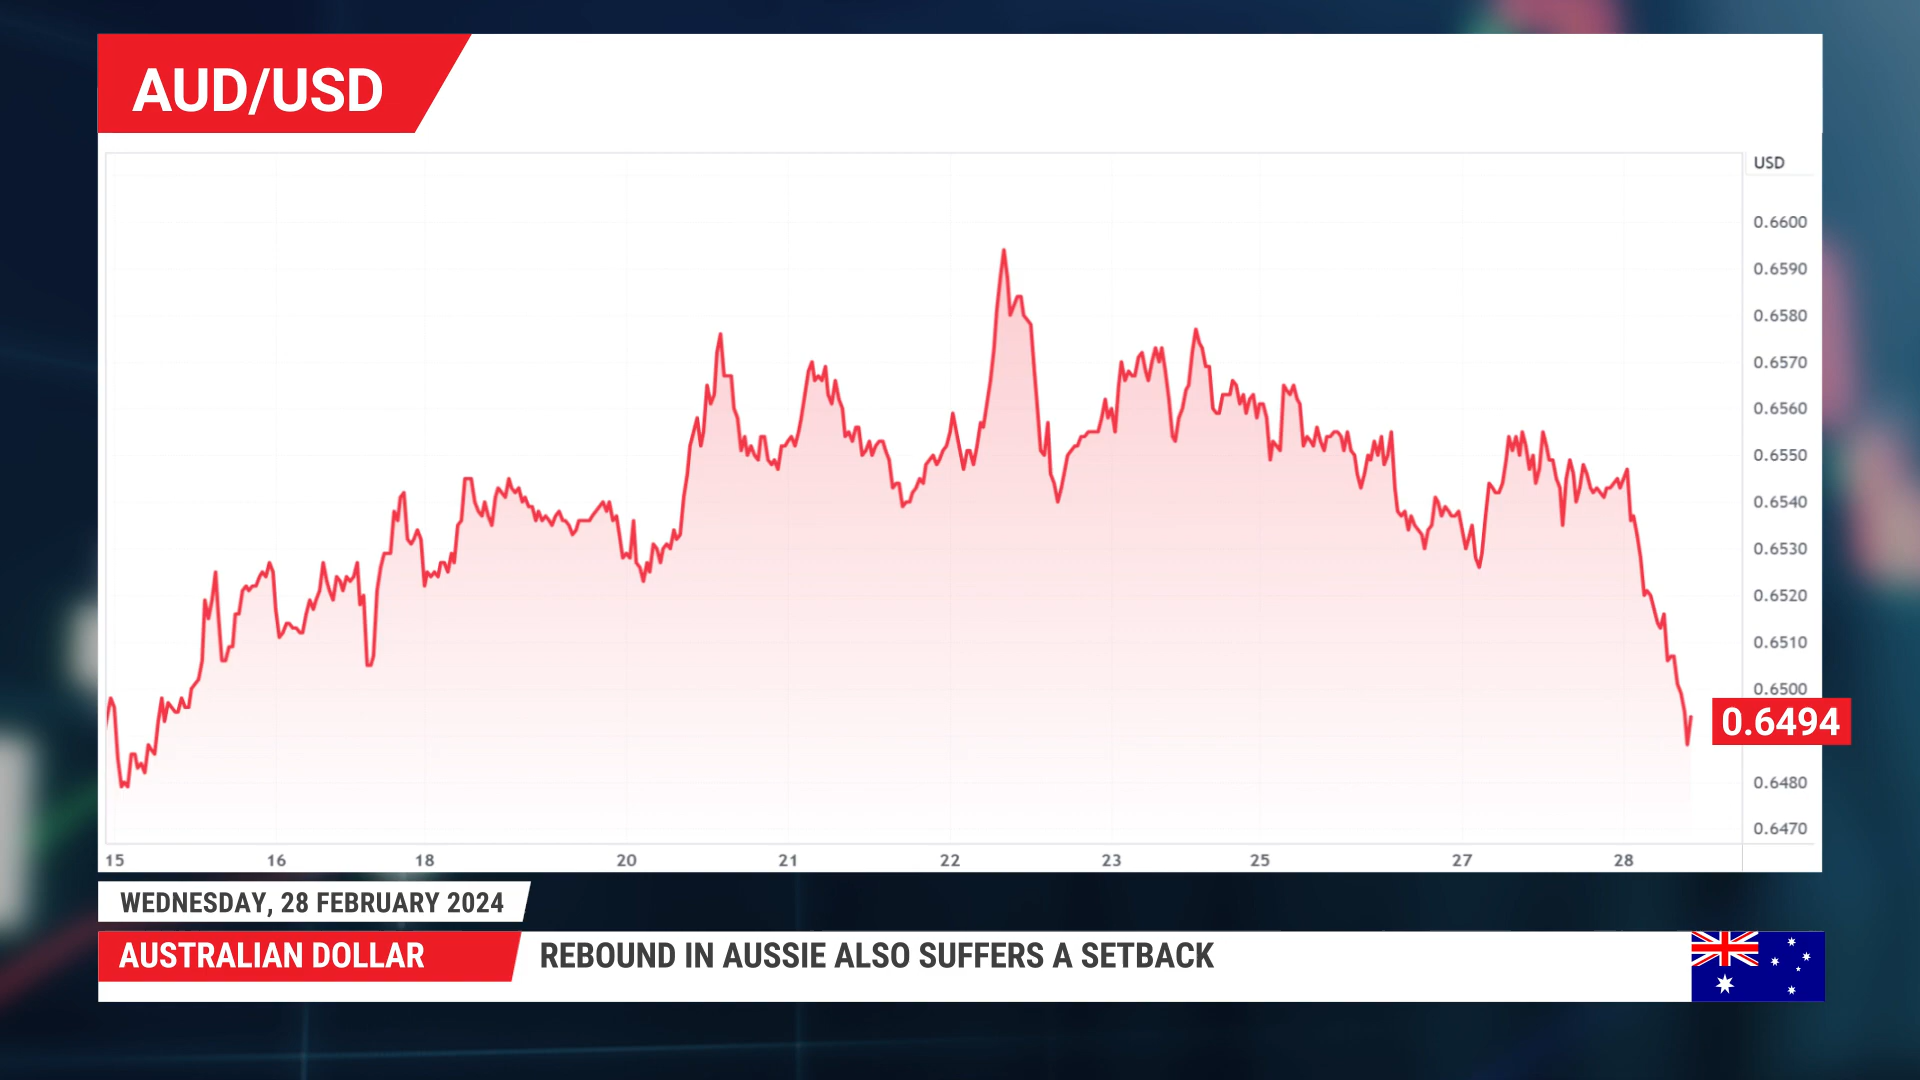 AUD/USD
USD
0.6600
0.6590
0.6580
0.6570
0.6560
0.6550
0.6540
0.6530
0.6520
0.6510
0.6500
0.6494
0.6480
0.6470
15 16 18 20 21 22 23 25 27 28
WEDNESDAY, 28 FEBRUARY 2024
AUSTRALIAN DOLLAR REBOUND IN AUSSIE ALSO SUFFERS A SETBACK